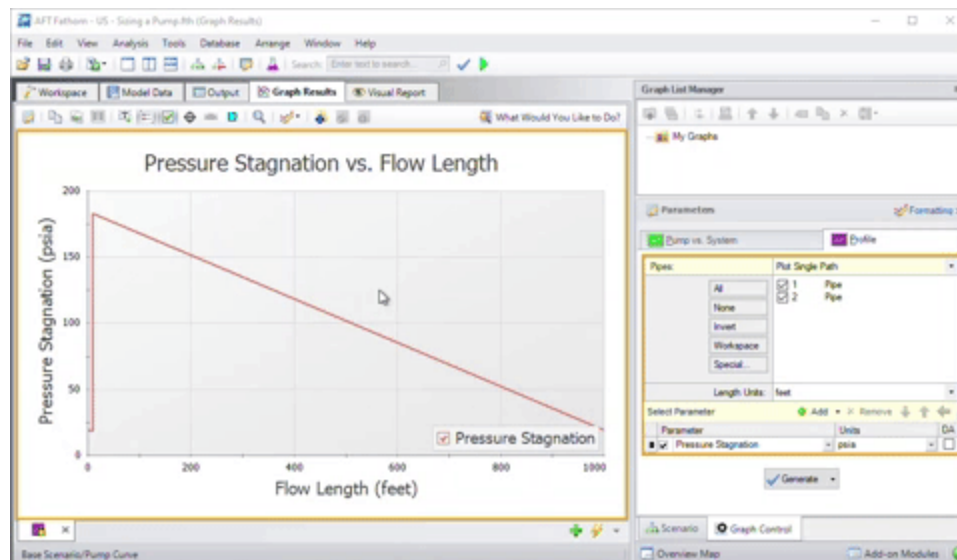 AFT Fathom - US - Sizing a Pump.fth (Graph Results)
File Edit View Analysis Tools Database Arrange Window Help
Search: Enter text to search...
Workspace Model Data Output Graph Results Visual Report
What Would You Like to Do?
Pressure Stagnation vs. Flow Length
Pressure Stagnation (psia)
200
150
100
50
0
Pressure Stagnation
0 200 400 600 800 1000
Flow Length (feet)
Base Scenario/Pump Curve
Graph List Manager
My Graphs
Parameters Formatting
Pump vs. System Profile
Pipes: Plot Single Path
All
None
Invert
Workspace
Special...
1 Pipe
2 Pipe
Length Units: feet
Select Parameter Add Remove
Parameter Units DA
Pressure Stagnation psia
Generate
Scenario Graph Control
Overview Map Add-on Modules